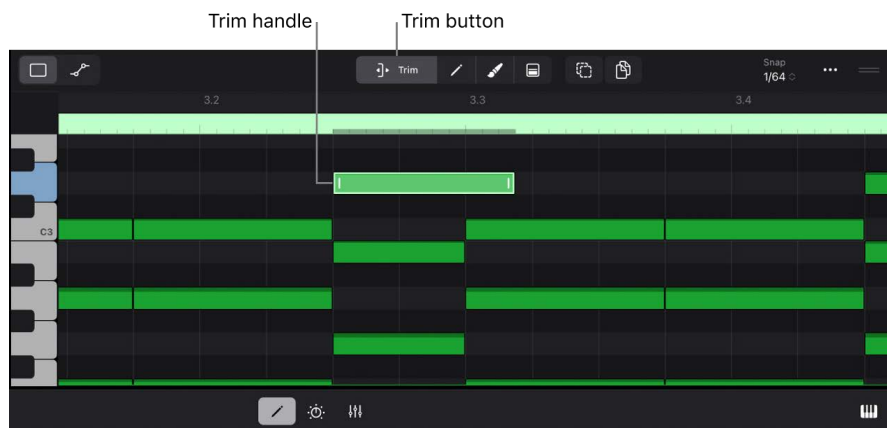 Trim handle
Trim button
Trim
Snap
1/64
3.2
3.3
3.4
C3